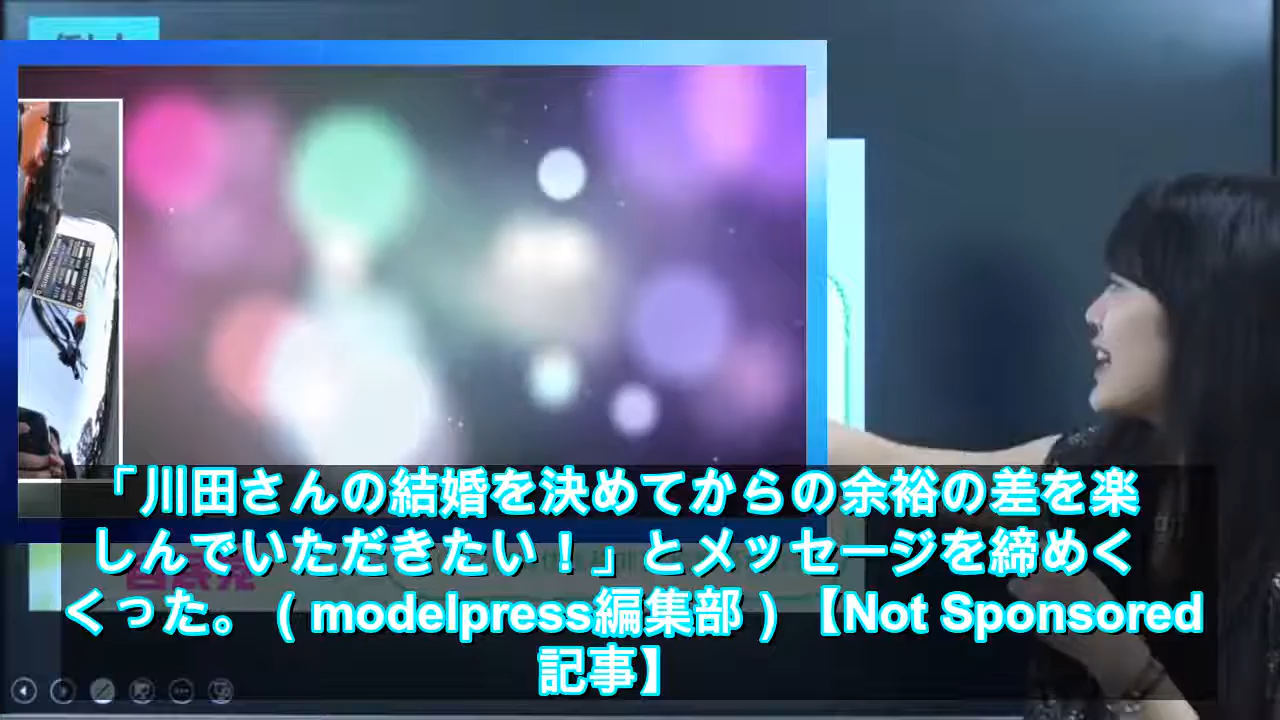 「川田さんの結婚を決めてからの余裕の差を楽
しんでいただきたい！」とメッセージを締めく
くった。（modelpress編集部）【Not Sponsored
記事】